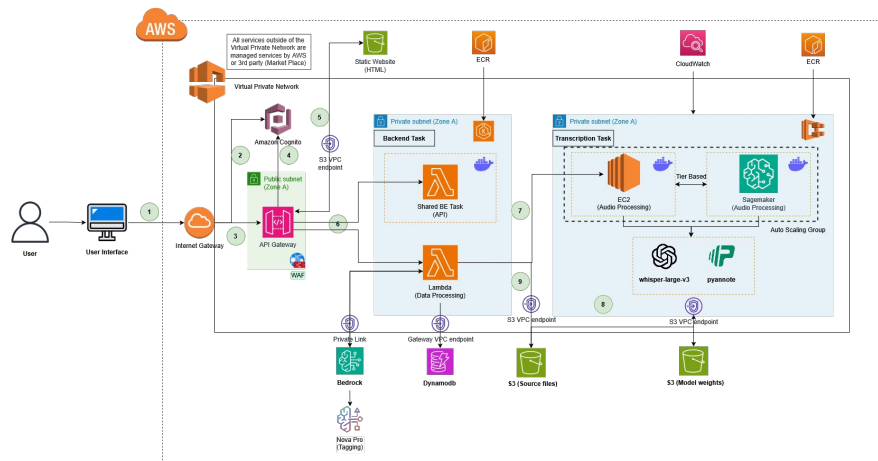 AWS
All services outside of the
Virtual Private Network are
managed services by AWS
or 3rd party (Market Place)
Static Website
(HTML)
ECR
CloudWatch
ECR
Virtual Private Network
Amazon Cognito
5
S3 VPC
endpoint
2
4
Private subnet (Zone A)
Backend Task
Private subnet (Zone A)
Transcription Task
Public subnet
(Zone A)
Shared BE Task
(API)
EC2
(Audio Processing)
Tier Based
Sagemaker
(Audio Processing)
Auto Scaling Group
User
User Interface
1
Internet Gateway
3
API Gateway
WAF
6
7
Lambda
(Data Processing)
whisper-large-v3
pyannote
9
S3 VPC endpoint
8
S3 VPC endpoint
Private Link
Gateway VPC endpoint
Bedrock
Dynamodb
S3 (Source files)
S3 (Model weights)
Nova Pro
(Tagging)